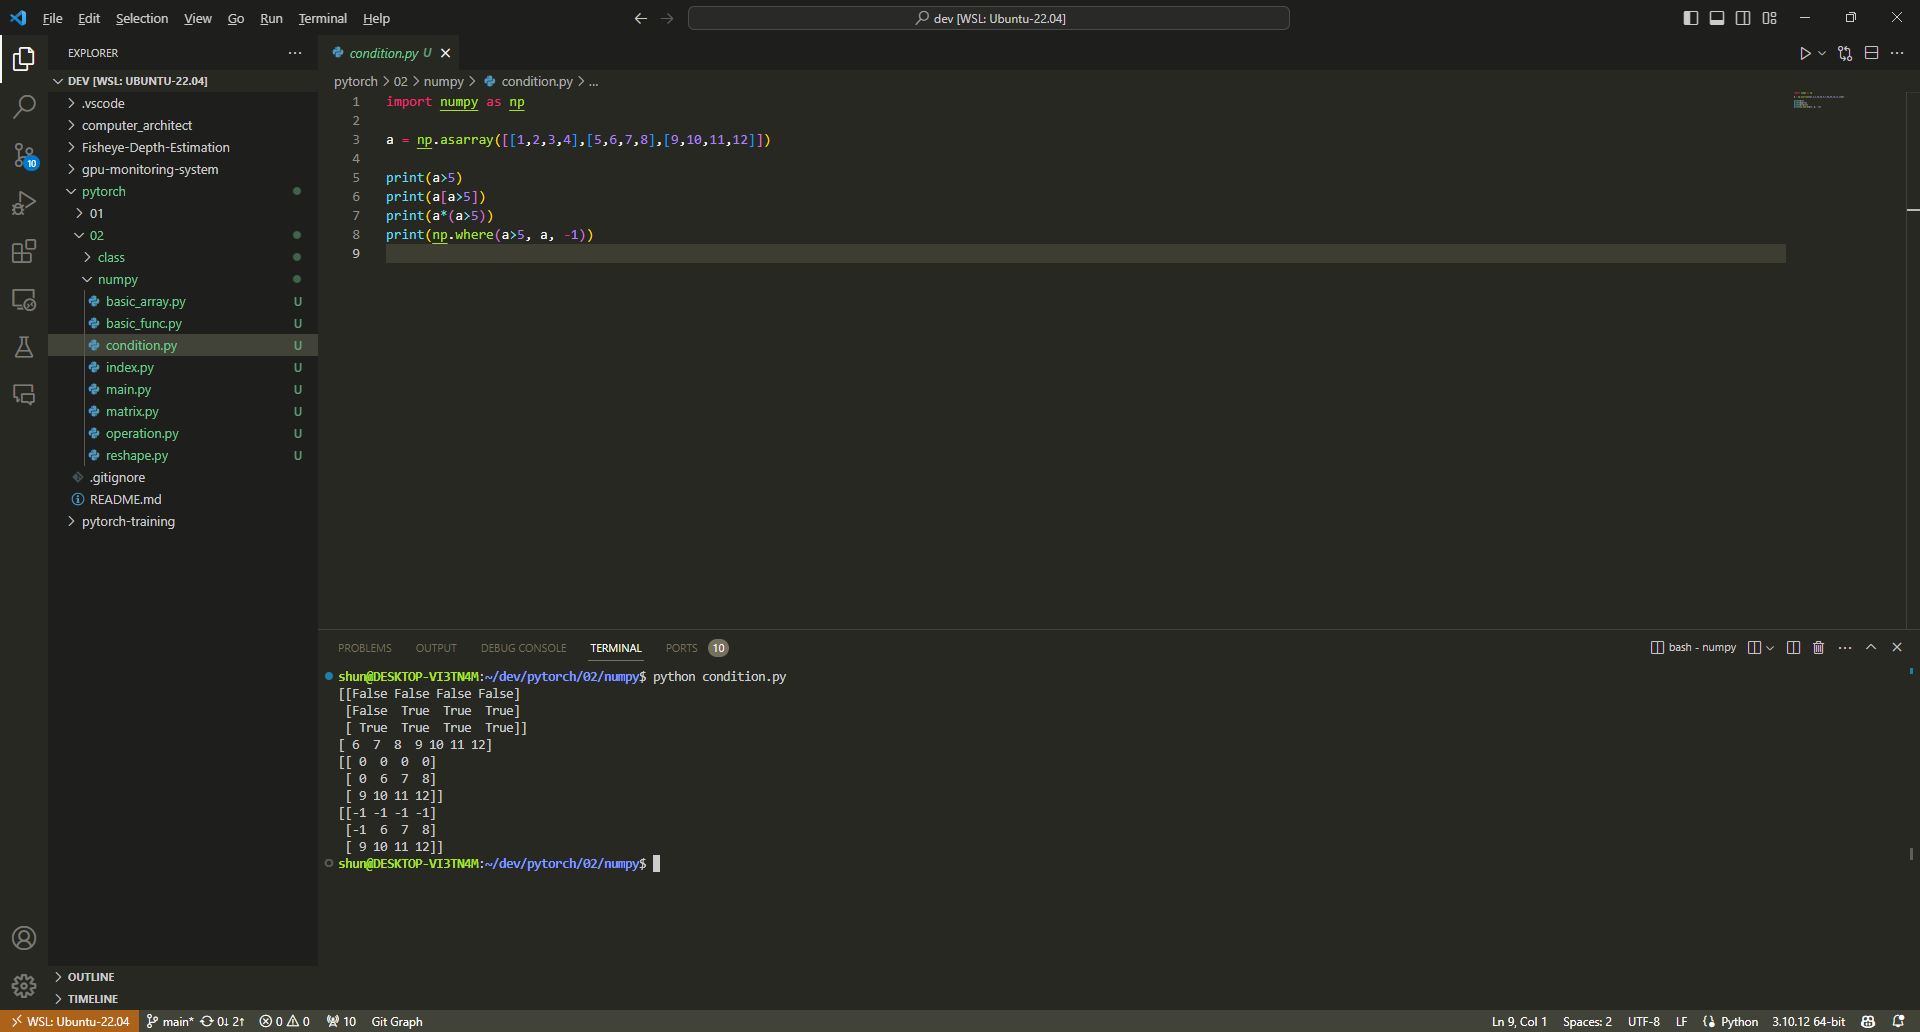 File Edit Selection View Go Run Terminal Help
dev [WSL: Ubuntu-22.04]
EXPLORER
DEV [WSL: UBUNTU-22.04]
.vscode
computer_architect
Fisheye-Depth-Estimation
gpu-monitoring-system
pytorch
01
02
class
numpy
basic_array.py U
basic_func.py U
condition.py U
index.py U
main.py U
matrix.py U
operation.py U
reshape.py U
.gitignore
README.md
pytorch-training
OUTLINE
TIMELINE
10
condition.py U
pytorch > 02 > numpy > condition.py > ...
1 import numpy as np
2
3 a = np.asarray([[1,2,3,4],[5,6,7,8],[9,10,11,12]])
4
5 print(a>5)
6 print(a[a>5])
7 print(a*(a>5))
8 print(np.where(a>5, a, -1))
9
PROBLEMS OUTPUT DEBUG CONSOLE TERMINAL PORTS 10
bash - numpy
shun@DESKTOP-VI3TN4M:~/dev/pytorch/02/numpy$ python condition.py
[[False False False False]
 [False  True  True  True]
 [ True  True  True  True]]
[ 6  7  8  9 10 11 12]
[[ 0  0  0  0]
 [ 0  6  7  8]
 [ 9 10 11 12]]
[[-1 -1 -1 -1]
 [-1  6  7  8]
 [ 9 10 11 12]]
shun@DESKTOP-VI3TN4M:~/dev/pytorch/02/numpy$
WSL: Ubuntu-22.04 main* 0↓ 2↑ 0 0 10 Git Graph
Ln 9, Col 1 Spaces: 2 UTF-8 LF Python 3.10.12 64-bit